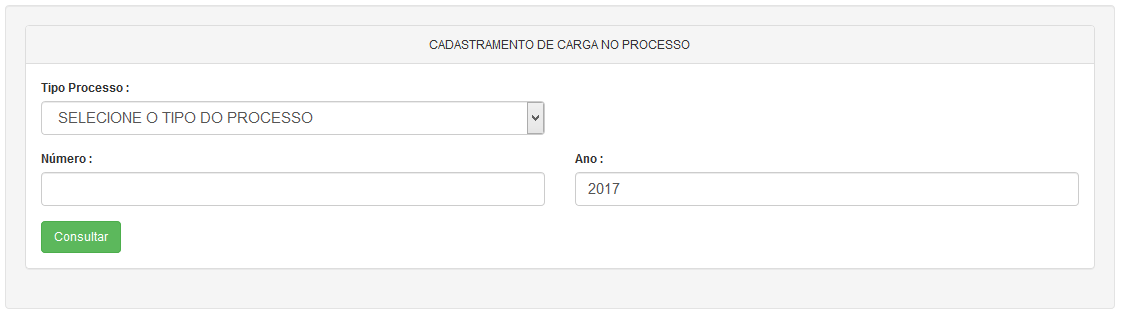 CADASTRAMENTO DE CARGA NO PROCESSO
Tipo Processo :
SELECIONE O TIPO DO PROCESSO
Número :
Ano :
2017
Consultar